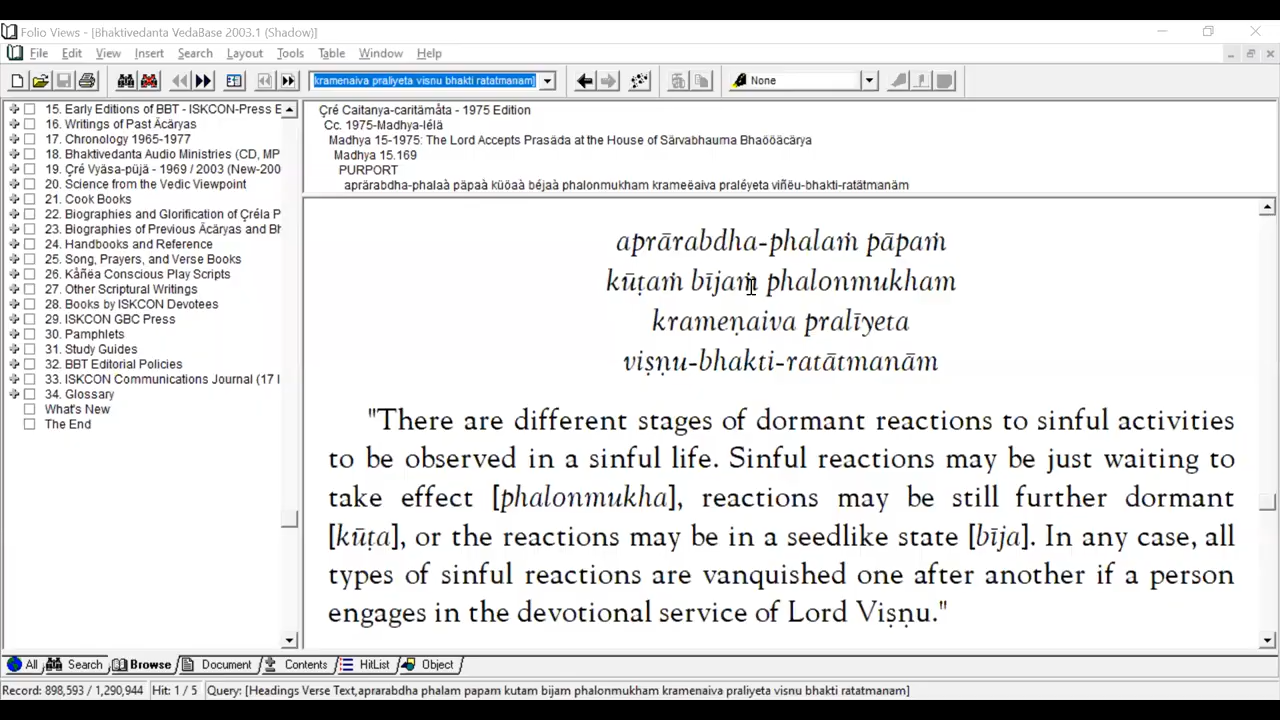 Folio Views - [Bhaktivedanta VedaBase 2003.1 (Shadow)]
File Edit View Insert Search Layout Tools Table Window Help
kramenaiva praliyeta visnu bhakti ratatmanam] None
15. Early Editions of BBT - ISKCON-Press E
16. Writings of Past Äcäryas
17. Chronology 1965-1977
18. Bhaktivedanta Audio Ministries (CD, MP
19. Çré Vyäsa-püjä - 1969 / 2003 (New-200
20. Science from the Vedic Viewpoint
21. Cook Books
22. Biographies and Glorification of Çréla P
23. Biographies of Previous Äcäryas and Bh
24. Handbooks and Reference
25. Song, Prayers, and Verse Books
26. Kåñëa Conscious Play Scripts
27. Other Scriptural Writings
28. Books by ISKCON Devotees
29. ISKCON GBC Press
30. Pamphlets
31. Study Guides
32. BBT Editorial Policies
33. ISKCON Communications Journal (17 I
34. Glossary
What's New
The End
Çré Caitanya-caritämåta - 1975 Edition
Cc. 1975-Madhya-lélä
Madhya 15-1975: The Lord Accepts Prasäda at the House of Särvabhauma Bhaööäcärya
Madhya 15.169
PURPORT
aprärabdha-phalaà päpaà küöaà béjaà phalonmukham krameëaiva praléyeta viñëu-bhakti-ratätmanäm
aprārabdha-phalaṁ pāpaṁ
kūṭaṁ bījaṁ phalonmukham
krameṇaiva pralīyeta
viṣṇu-bhakti-ratātmanām
"There are different stages of dormant reactions to sinful activities
to be observed in a sinful life. Sinful reactions may be just waiting to
take effect [phalonmukha], reactions may be still further dormant
[kūṭa], or the reactions may be in a seedlike state [bīja]. In any case, all
types of sinful reactions are vanquished one after another if a person
engages in the devotional service of Lord Viṣṇu."
All Search Browse Document Contents HitList Object
Record: 898,593 / 1,290,944 Hit: 1 / 5 Query: [Headings Verse Text,aprarabdha phalam papam kutam bijam phalonmukham kramenaiva praliyeta visnu bhakti ratatmanam]